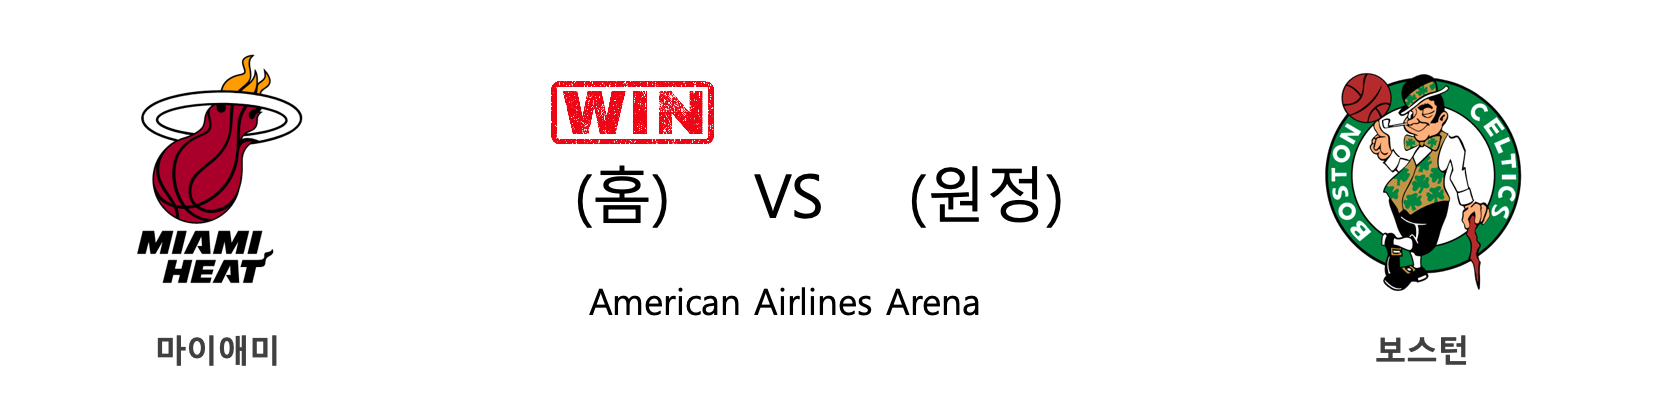 WIN
(홈) VS (원정)
American Airlines Arena
MIAMI
HEAT
마이애미
BOSTON CELTICS
보스턴